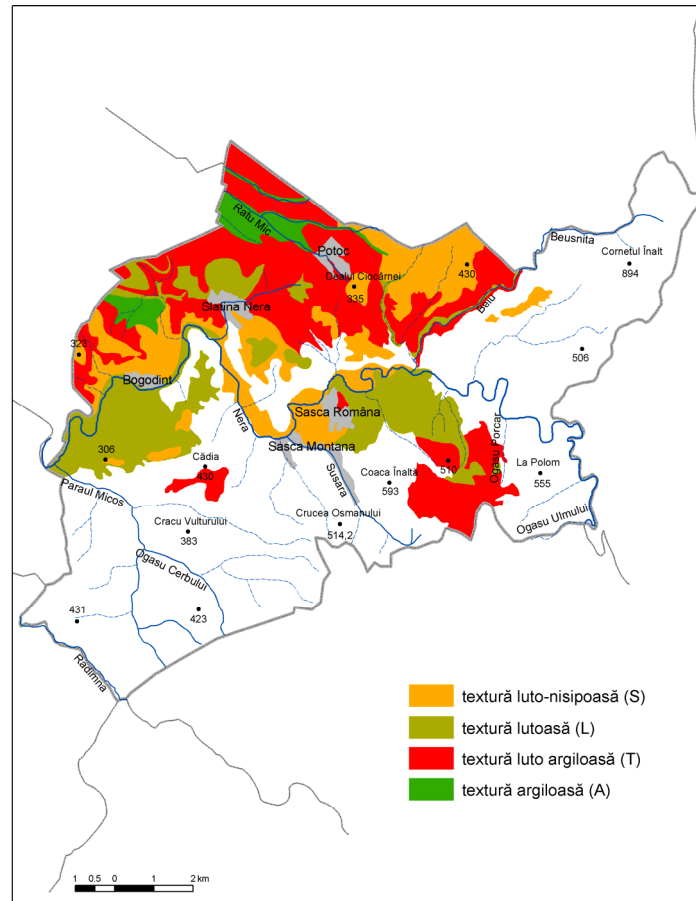 Ratu Mic
Potoc
Beusnita
Cornetul Înalt
894
430
Dealul Ciccârnei
335
Slatina Nera
Beiu
323
506
Bogodint
Nera
Sasca Română
306
Sasca Montana
Cădia
430
Susara
Coaca Înaltă
593
510
Ogasu Porcar
La Polom
555
Paraul Micos
Crucea Osmanului
514,2
Ogasu Ulmului
Cracu Vulturului
383
Ogasu Cerbului
431
423
Radimna
textură luto-nisipoasă (S)
textură lutoasă (L)
textură luto argiloasă (T)
textură argiloasă (A)
1 0.5 0 1 2 km